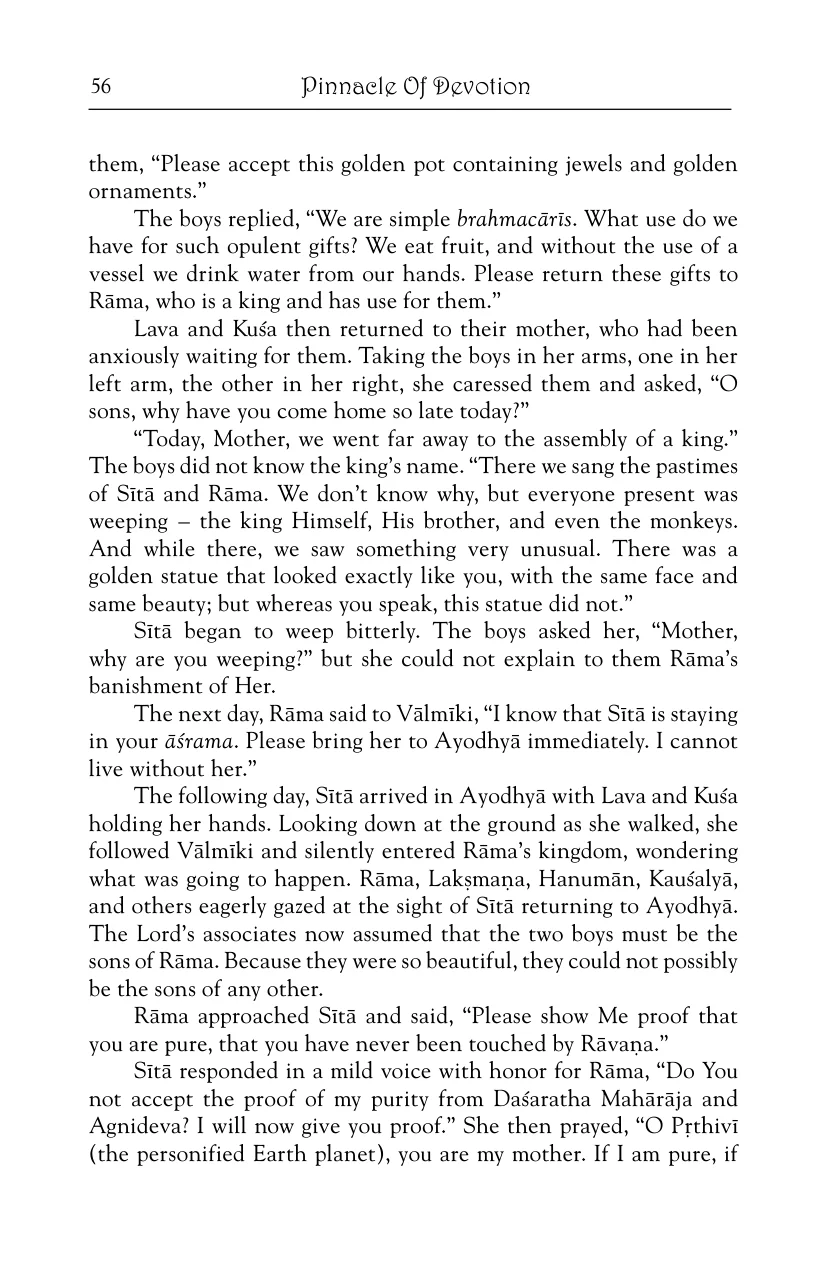 56
Pinnacle Of Devotion
them, “Please accept this golden pot containing jewels and golden
ornaments.”
The boys replied, “We are simple brahmacārīs. What use do we
have for such opulent gifts? We eat fruit, and without the use of a
vessel we drink water from our hands. Please return these gifts to
Rāma, who is a king and has use for them.”
Lava and Kuśa then returned to their mother, who had been
anxiously waiting for them. Taking the boys in her arms, one in her
left arm, the other in her right, she caressed them and asked, “O
sons, why have you come home so late today?”
“Today, Mother, we went far away to the assembly of a king.”
The boys did not know the king’s name. “There we sang the pastimes
of Sītā and Rāma. We don’t know why, but everyone present was
weeping – the king Himself, His brother, and even the monkeys.
And while there, we saw something very unusual. There was a
golden statue that looked exactly like you, with the same face and
same beauty; but whereas you speak, this statue did not.”
Sītā began to weep bitterly. The boys asked her, “Mother,
why are you weeping?” but she could not explain to them Rāma’s
banishment of Her.
The next day, Rāma said to Vālmīki, “I know that Sītā is staying
in your āśrama. Please bring her to Ayodhyā immediately. I cannot
live without her.”
The following day, Sītā arrived in Ayodhyā with Lava and Kuśa
holding her hands. Looking down at the ground as she walked, she
followed Vālmīki and silently entered Rāma’s kingdom, wondering
what was going to happen. Rāma, Lakṣmaṇa, Hanumān, Kauśalyā,
and others eagerly gazed at the sight of Sītā returning to Ayodhyā.
The Lord’s associates now assumed that the two boys must be the
sons of Rāma. Because they were so beautiful, they could not possibly
be the sons of any other.
Rāma approached Sītā and said, “Please show Me proof that
you are pure, that you have never been touched by Rāvaṇa.”
Sītā responded in a mild voice with honor for Rāma, “Do You
not accept the proof of my purity from Daśaratha Mahārāja and
Agnideva? I will now give you proof.” She then prayed, “O Pṛthivī
(the personified Earth planet), you are my mother. If I am pure, if